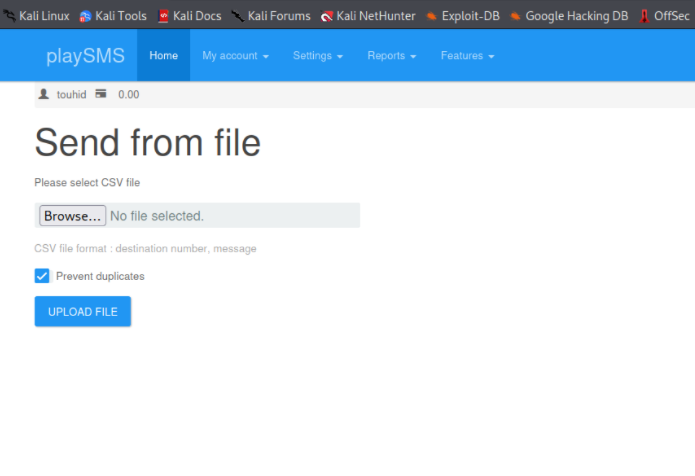 Kali Linux Kali Tools Kali Docs Kali Forums Kali NetHunter Exploit-DB Google Hacking DB OffSec
playSMS Home My account Settings Reports Features
touhid 0.00
Send from file
Please select CSV file
Browse... No file selected.
CSV file format : destination number, message
Prevent duplicates
UPLOAD FILE